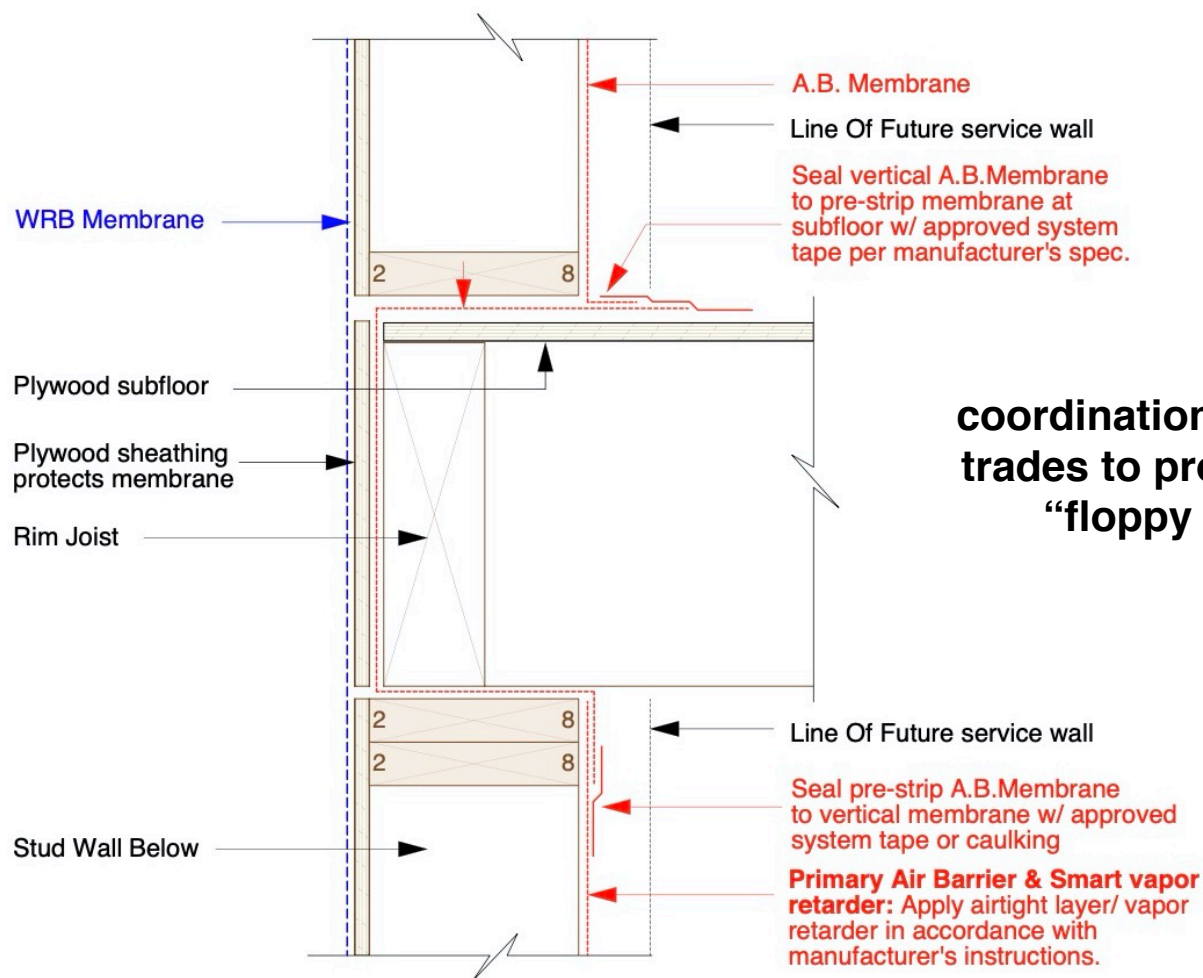 A.B. Membrane
Line Of Future service wall
Seal vertical A.B.Membrane
to pre-strip membrane at
subfloor w/ approved system
tape per manufacturer's spec.
WRB Membrane
2 8
Plywood subfloor
Plywood sheathing
protects membrane
Rim Joist
coordination
trades to
“floppy
2 8
2 8
Line Of Future service wall
Seal pre-strip A.B.Membrane
to vertical membrane w/ approved
system tape or caulking
Stud Wall Below
Primary Air Barrier & Smart vapor
retarder: Apply airtight layer/ vapor
retarder in accordance with
manufacturer's instructions.